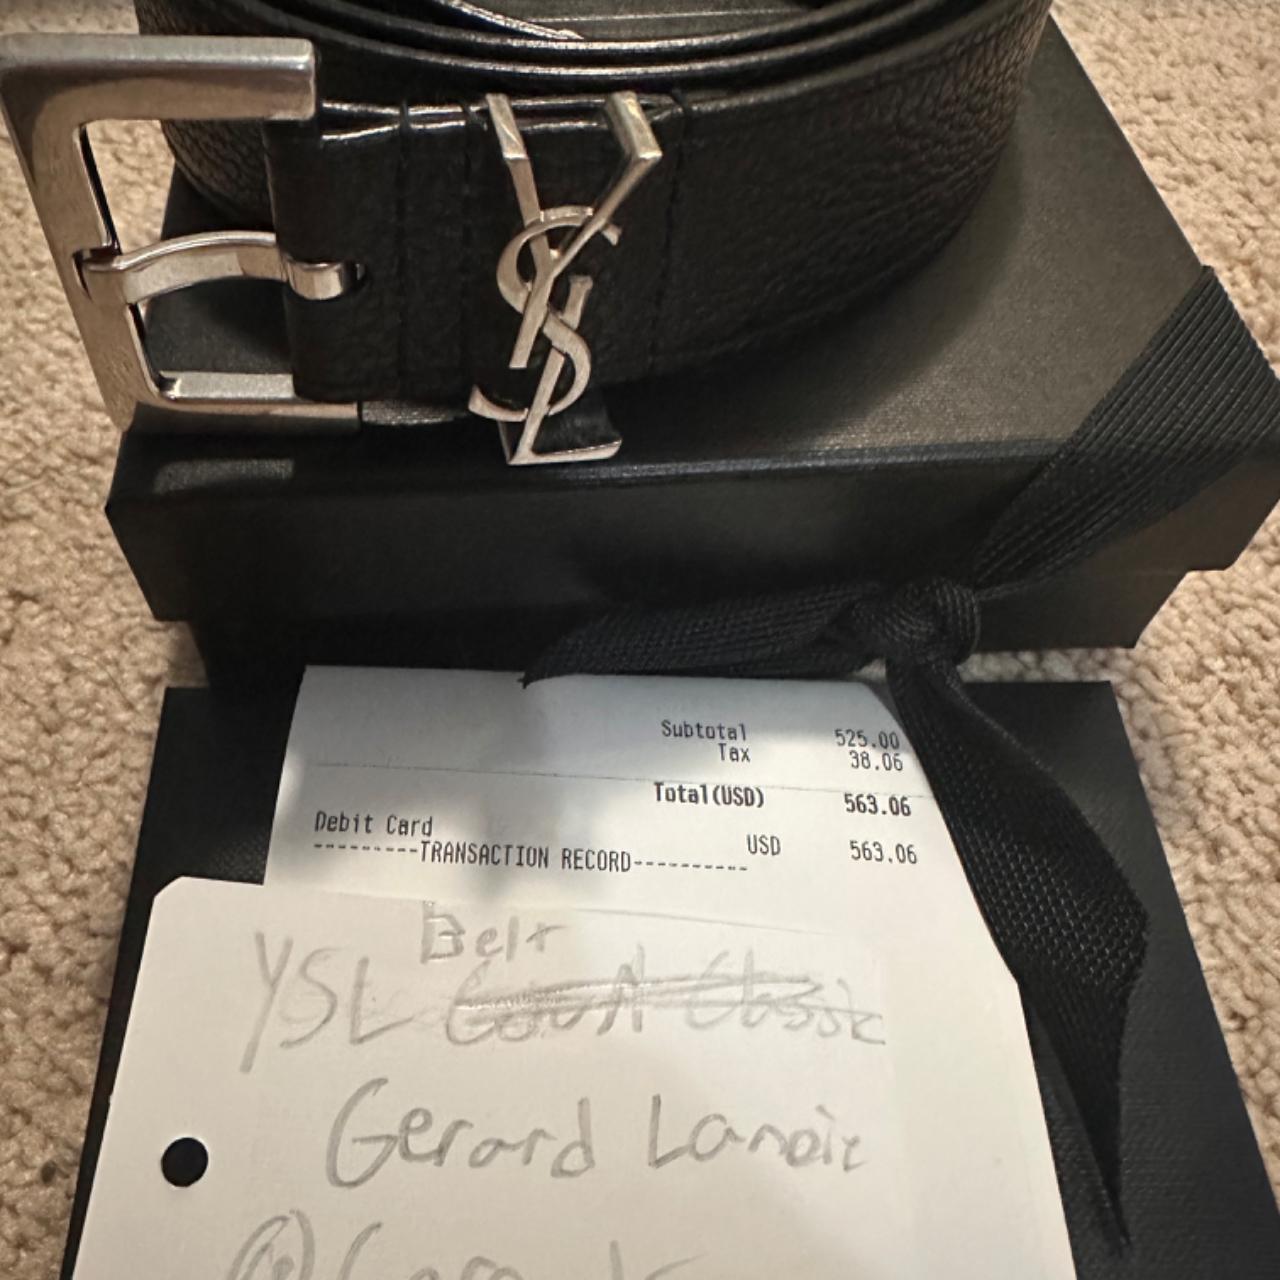 YSL
Subtotal 525.00
Tax 38.06
Total(USD) 563.06
Debit Card USD 563.06
---------TRANSACTION RECORD----------
Belt
YSL
Gerard